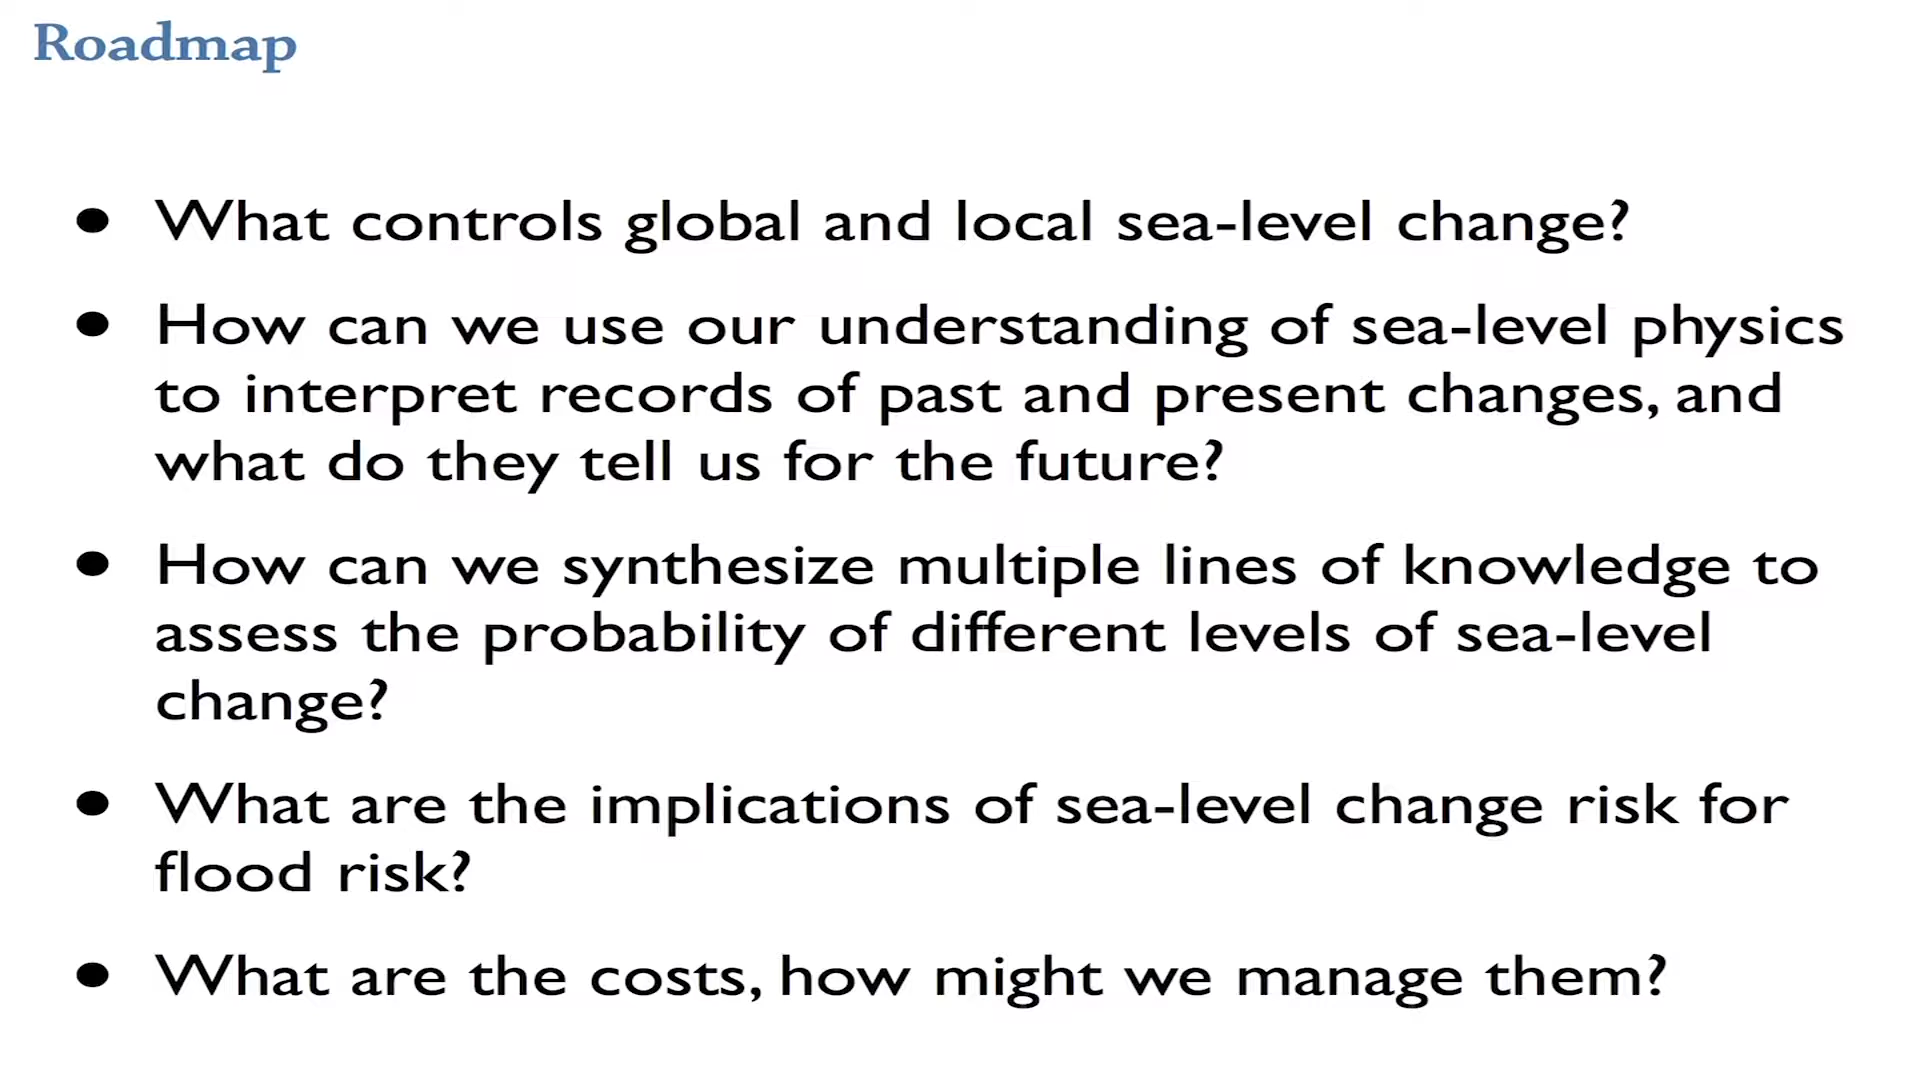 Roadmap
• What controls global and local sea-level change?
• How can we use our understanding of sea-level physics
to interpret records of past and present changes, and
what do they tell us for the future?
• How can we synthesize multiple lines of knowledge to
assess the probability of different levels of sea-level
change?
• What are the implications of sea-level change risk for
flood risk?
• What are the costs, how might we manage them?